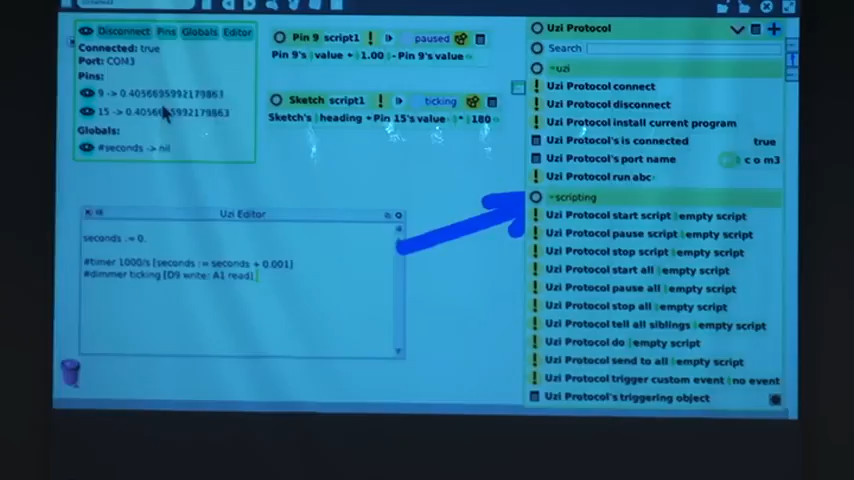 Disconnect Pins Globals Editor
Connected: true
Port: COM3
Pins:
9 -> 0.4056695992179863
15 -> 0.4056695992179863
Globals:
#seconds -> nil
Pin 9 script1 ! paused
Pin 9's value 1.00 - Pin 9's value
Sketch script1 ! ticking
Sketch's heading Pin 15's value * 180
Uzi Editor
seconds := 0.
#timer 1000/s [seconds := seconds + 0.001]
#dimmer ticking [D9 write: A1 read]
Uzi Protocol
Search
uzi
! Uzi Protocol connect
! Uzi Protocol disconnect
! Uzi Protocol install current program
Uzi Protocol's is connected true
Uzi Protocol's port name com3
! Uzi Protocol run abc
scripting
! Uzi Protocol start script empty script
! Uzi Protocol pause script empty script
! Uzi Protocol stop script empty script
! Uzi Protocol start all empty script
! Uzi Protocol pause all empty script
! Uzi Protocol stop all empty script
! Uzi Protocol tell all siblings empty script
! Uzi Protocol do empty script
! Uzi Protocol send to all empty script
! Uzi Protocol trigger custom event no event
Uzi Protocol's triggering object